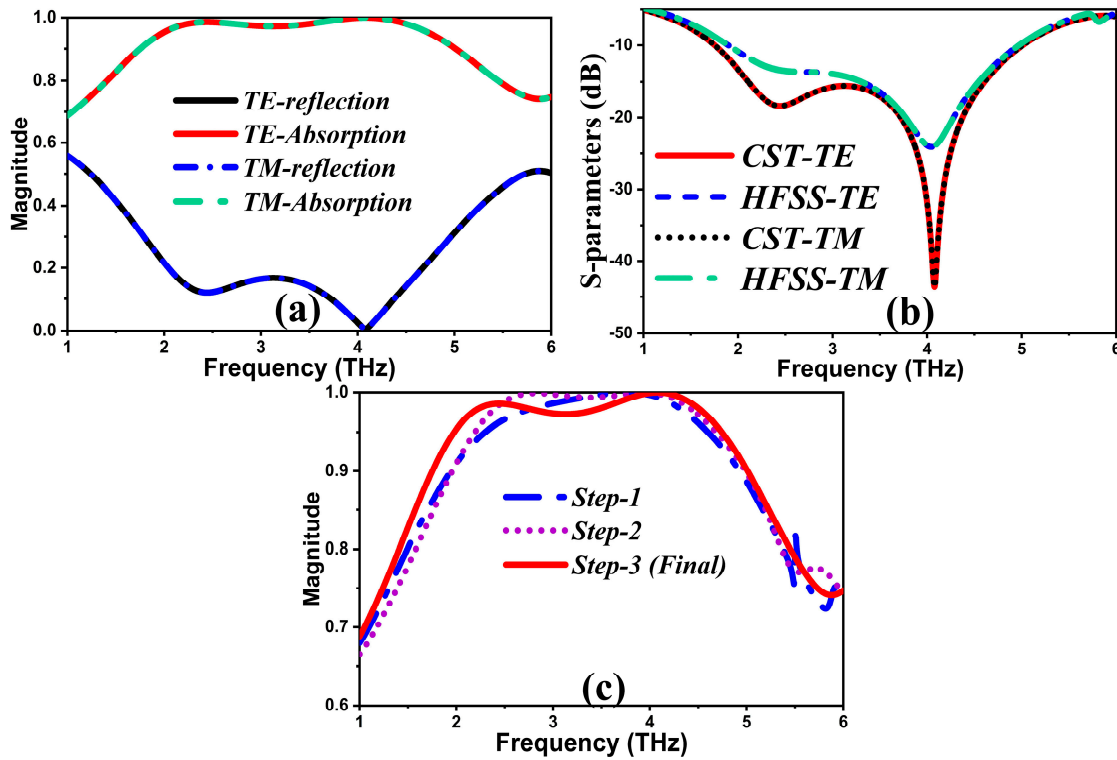 1.0
0.8
0.6
0.4
0.2
0.0
Magnitude
TE-reflection
TE-Absorption
TM-reflection
TM-Absorption
(a)
1 2 3 4 5 6
Frequency (THz)
-10
-20
-30
-40
-50
S-parameters (dB)
CST-TE
HFSS-TE
CST-TM
HFSS-TM
(b)
1 2 3 4 5 6
Frequency (THz)
1.0
0.9
0.8
0.7
0.6
Magnitude
Step-1
Step-2
Step-3 (Final)
(c)
1 2 3 4 5 6
Frequency (THz)